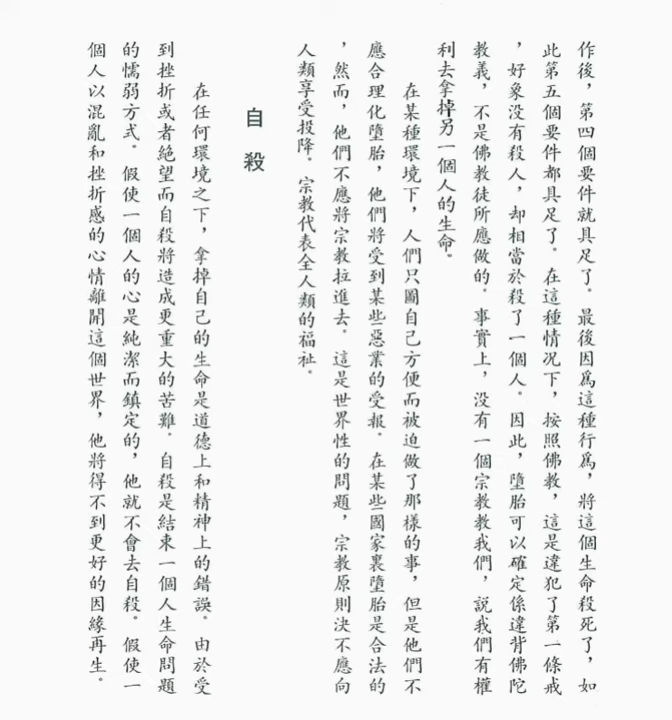 作後，第四個要件就具足了。最後因爲這種行爲，將這個生命殺死了，如
此第五個要件都具足了。在這種情況下，按照佛教，這是違犯了第一條戒
，好象没有殺人，却相當於殺了一個人。因此，墮胎可以確定係違背佛陀
教義，不是佛教徒所應做的。事實上，没有一個宗教教我們，説我們有權
利去拿掉另一個人的生命。
在某種環境下，人們只圖自己方便而被迫做了那樣的事，但是他們不
應合理化墮胎，他們將受到某些惡業的受報。在某些國家裏墮胎是合法的
，然而，他們不應將宗教拉進去。這是世界性的問題，宗教原則決不應向
人類享受投降。宗教代表全人類的福祉。
自殺
在任何環境之下，拿掉自己的生命是道德上和精神上的錯誤。由於受
到挫折或者絶望而自殺將造成更重大的苦難。自殺是結束一個人生命問題
的懦弱方式。假使一個人的心是純潔而鎮定的，他就不會去自殺。假使一
個人以混亂和挫折感的心情離開這個世界，他將得不到更好的因緣再生。